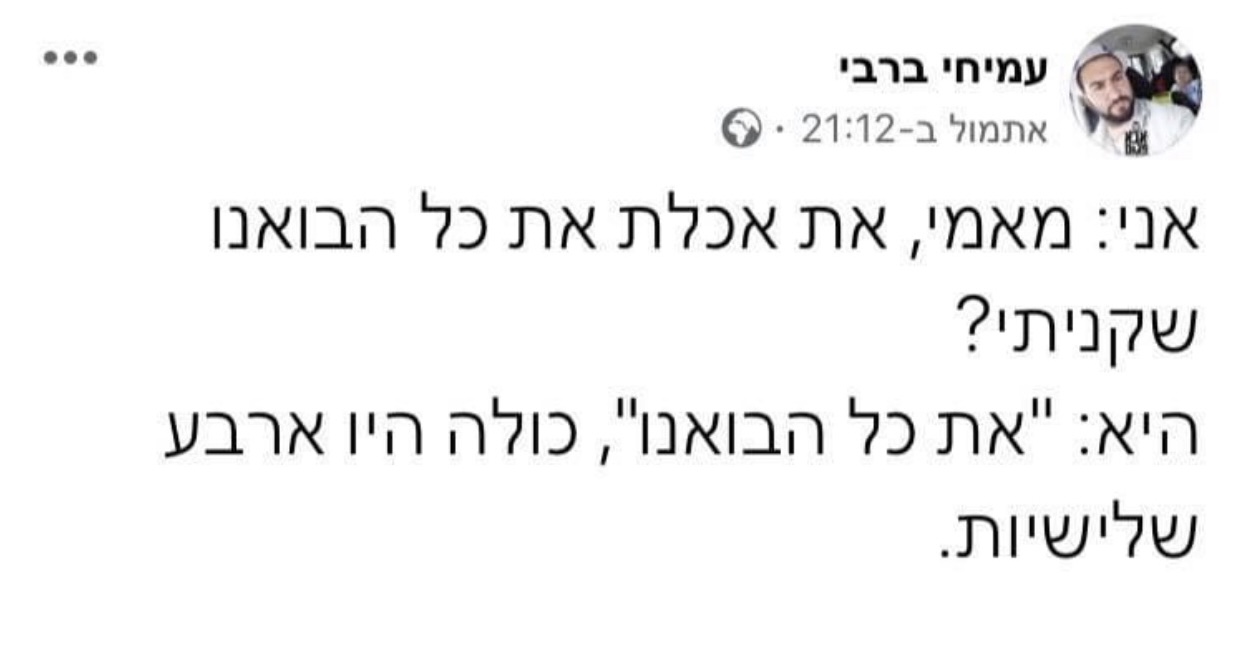 עמיחי ברבי
אתמול ב-21:12
אני: מאמי, את אכלת את כל הבואנו
שקניתי?
היא: "את כל הבואנו", כולה היו ארבע
שלישיות.